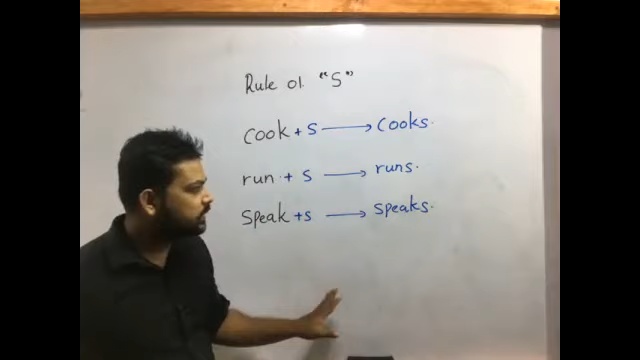 Rule 01. "S"
Cook + s → Cooks.
run + s → runs.
Speak + s → speaks.